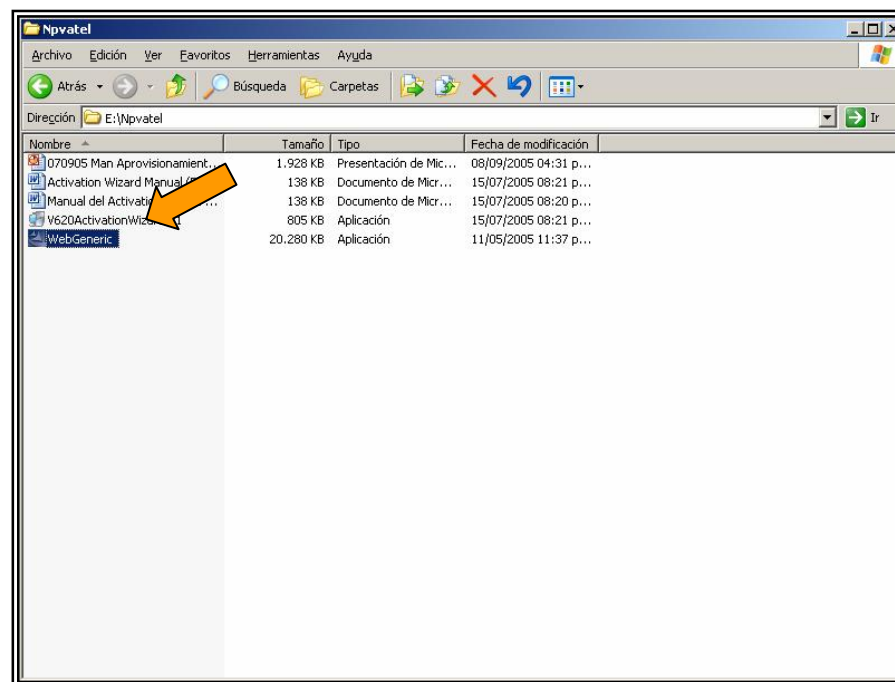 Npvatel
Archivo Edición Ver Favoritos Herramientas Ayuda
Atrás Búsqueda Carpetas
Dirección E:\Npvatel Ir
Nombre Tamaño Tipo Fecha de modificación
070905 Man Aprovisionamient... 1.928 KB Presentación de Mic... 08/09/2005 04:31 p...
Activation Wizard Manual 138 KB Documento de Micr... 15/07/2005 08:21 p...
Manual del 138 KB Documento de Micr... 15/07/2005 08:20 p...
805 KB Aplicación 15/07/2005 08:21 p...
WebGeneric 20.280 KB Aplicación 11/05/2005 11:37 p...